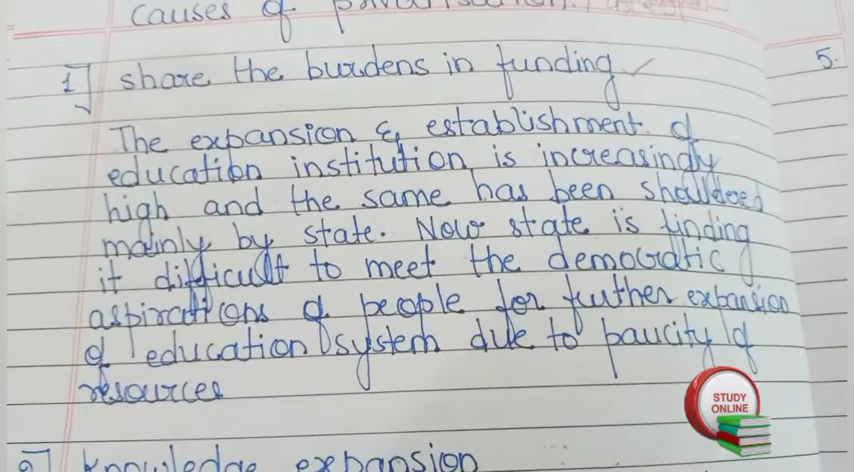 causes of
5.
1] share the burdens in funding
The expansion & establishment of
education institution is increasingly
high and the same has been shouldered
mainly by state. Now state is finding
it difficult to meet the democratic
aspirations of people for further expansion
of education system due to paucity of
resources
STUDY
ONLINE
2] knowledge expansion